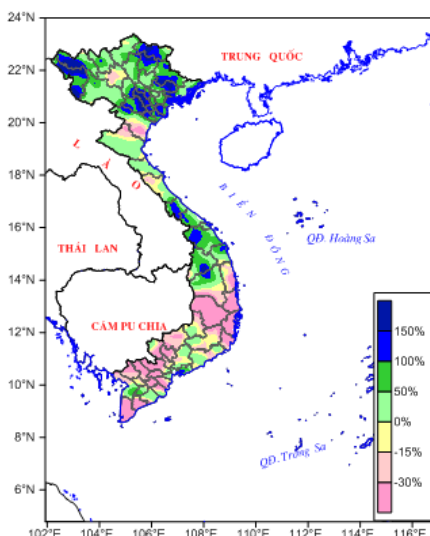 24°N
22°N
20°N
18°N
16°N
14°N
12°N
10°N
8°N
6°N
TRUNG QUỐC
LÀO
BIỂN ĐÔNG
QĐ. Hoàng Sa
THÁI LAN
CĂM PU CHIA
QĐ. Trường Sa
150%
100%
50%
0%
-15%
-30%
102°E 104°E 106°E 108°E 110°E 112°E 114°E 116°E